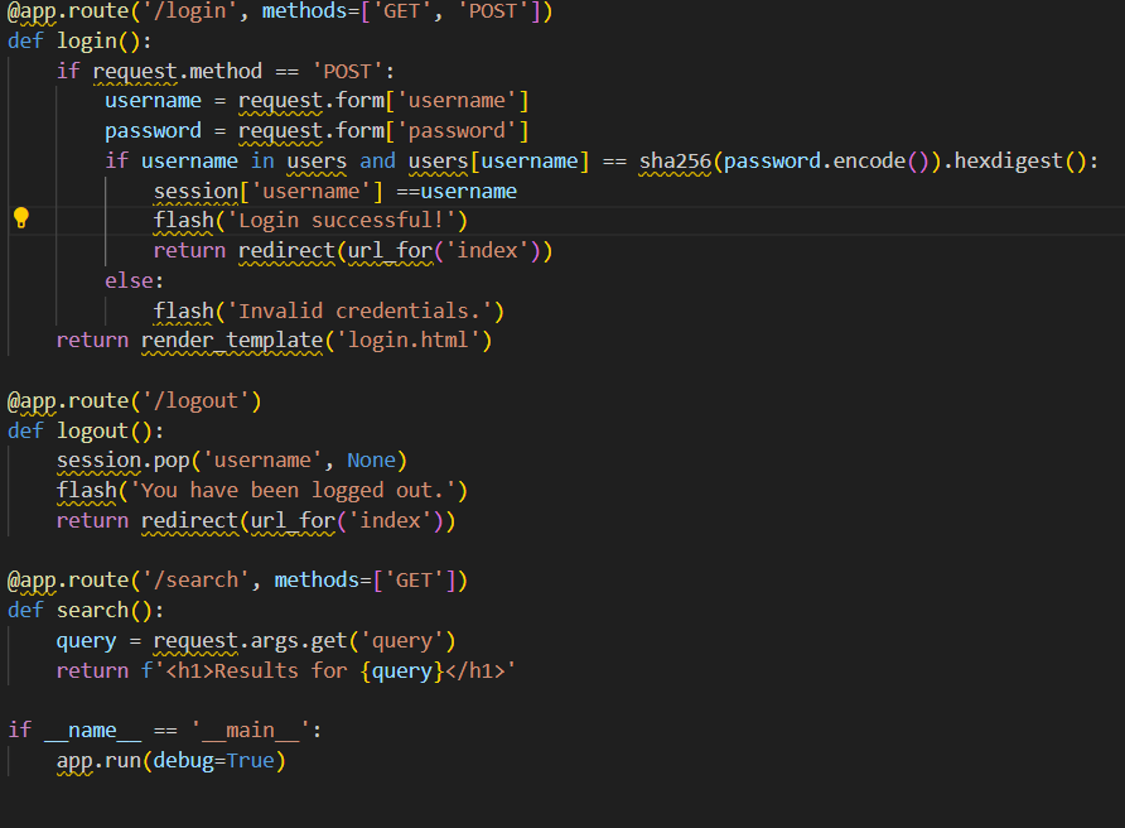 @app.route('/login', methods=['GET', 'POST'])
def login():
    if request.method == 'POST':
        username = request.form['username']
        password = request.form['password']
        if username in users and users[username] == sha256(password.encode()).hexdigest():
            session['username'] ==username
            flash('Login successful!')
            return redirect(url_for('index'))
        else:
            flash('Invalid credentials.')
    return render_template('login.html')

@app.route('/logout')
def logout():
    session.pop('username', None)
    flash('You have been logged out.')
    return redirect(url_for('index'))

@app.route('/search', methods=['GET'])
def search():
    query = request.args.get('query')
    return f'<h1>Results for {query}</h1>'

if __name__ == '__main__':
    app.run(debug=True)